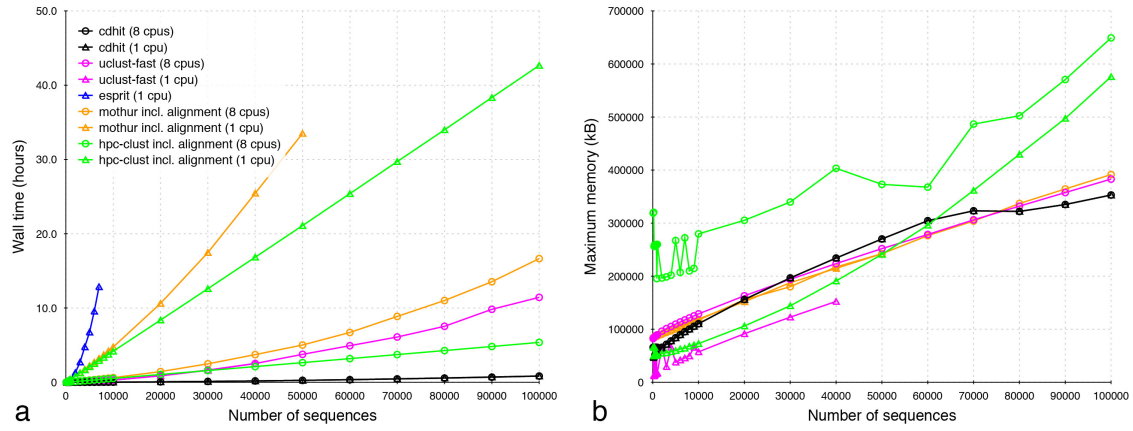 50.0
40.0
30.0
20.0
10.0
0
Wall time (hours)
cdhit (8 cpus)
cdhit (1 cpu)
uclust-fast (8 cpus)
uclust-fast (1 cpu)
esprit (1 cpu)
mothur incl. alignment (8 cpus)
mothur incl. alignment (1 cpu)
hpc-clust incl. alignment (8 cpus)
hpc-clust incl. alignment (1 cpu)
0 10000 20000 30000 40000 50000 60000 70000 80000 90000 100000
Number of sequences
a
700000
600000
500000
400000
300000
200000
100000
0
Maximum memory (kB)
0 10000 20000 30000 40000 50000 60000 70000 80000 90000 100000
Number of sequences
b